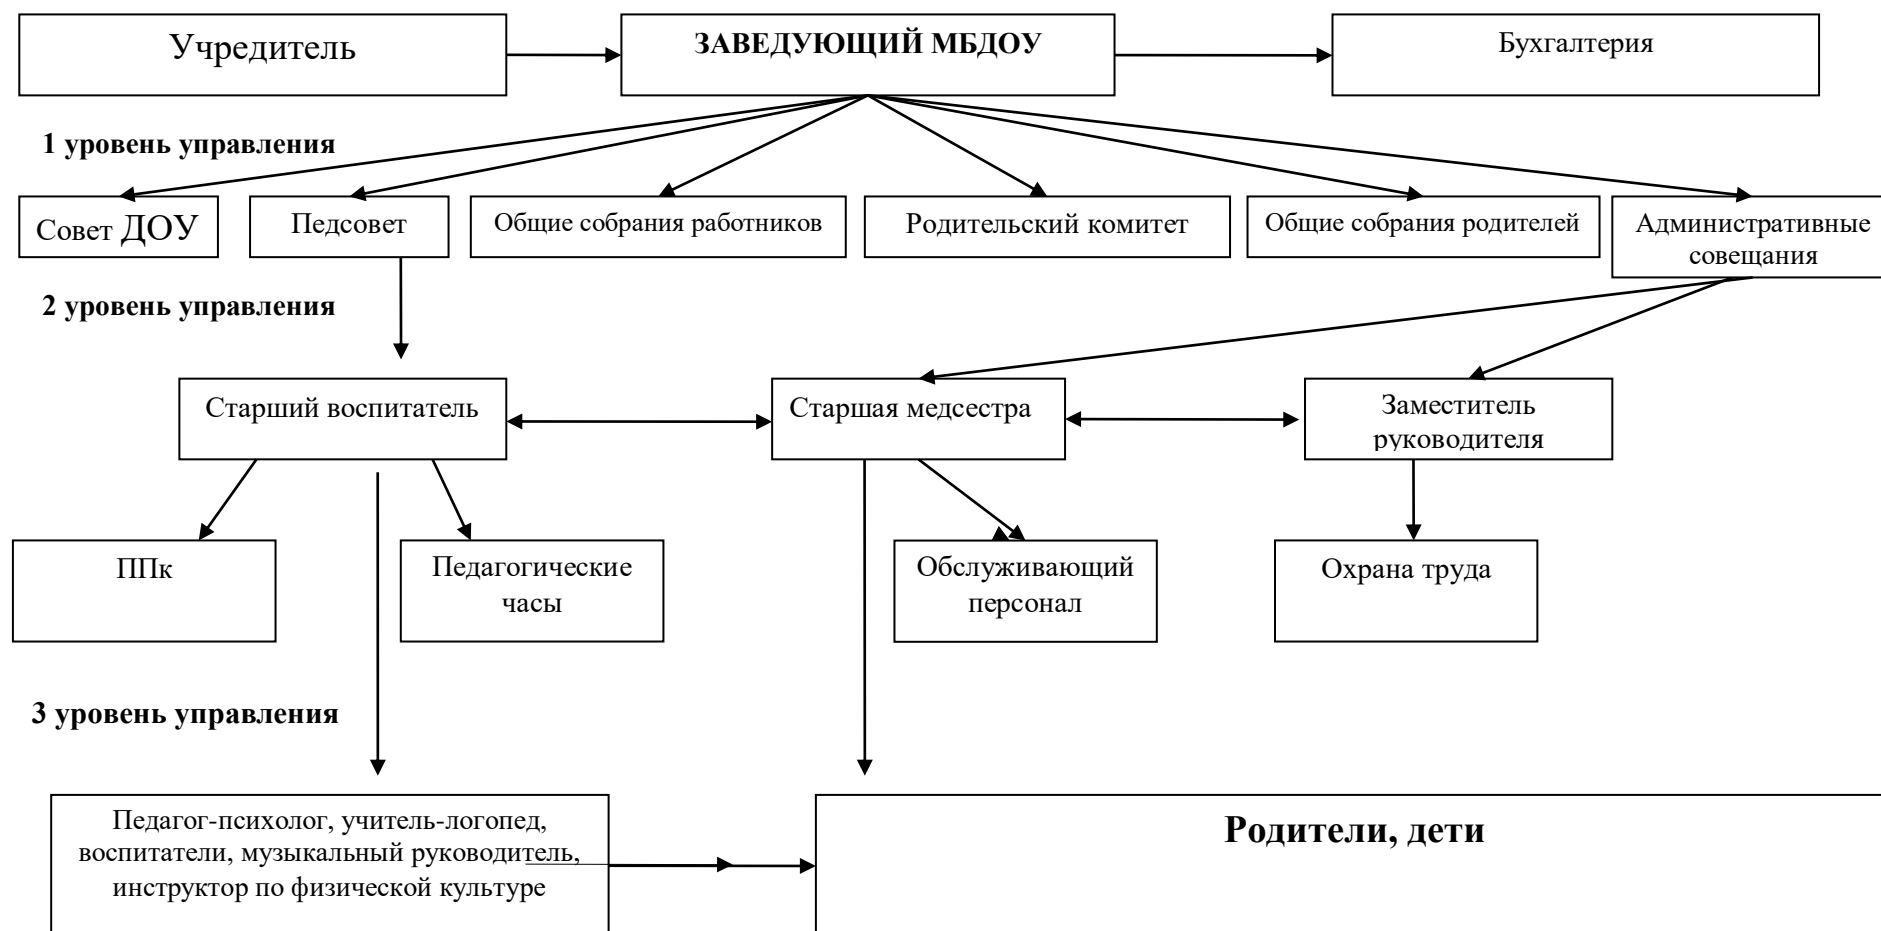 Учредитель
ЗАВЕДУЮЩИЙ МБДОУ
Бухгалтерия
1 уровень управления
Совет ДОУ
Педсовет
Общие собрания работников
Родительский комитет
Общие собрания родителей
Административные
совещания
2 уровень управления
Старший воспитатель
Старшая медсестра
Заместитель
руководителя
ППк
Педагогические
часы
Обслуживающий
персонал
Охрана труда
3 уровень управления
Педагог-психолог, учитель-логопед,
воспитатели, музыкальный руководитель,
инструктор по физической культуре
Родители, дети